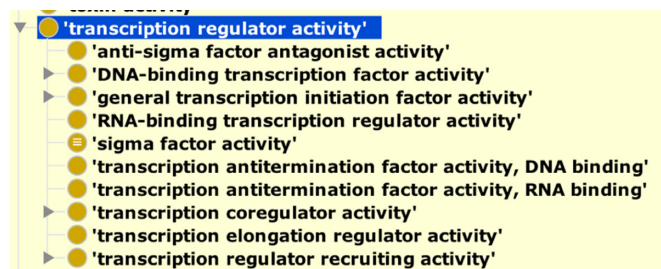 'transcription regulator activity'
'anti-sigma factor antagonist activity'
'DNA-binding transcription factor activity'
'general transcription initiation factor activity'
'RNA-binding transcription regulator activity'
'sigma factor activity'
'transcription antitermination factor activity, DNA binding'
'transcription antitermination factor activity, RNA binding'
'transcription coregulator activity'
'transcription elongation regulator activity'
'transcription regulator recruiting activity'